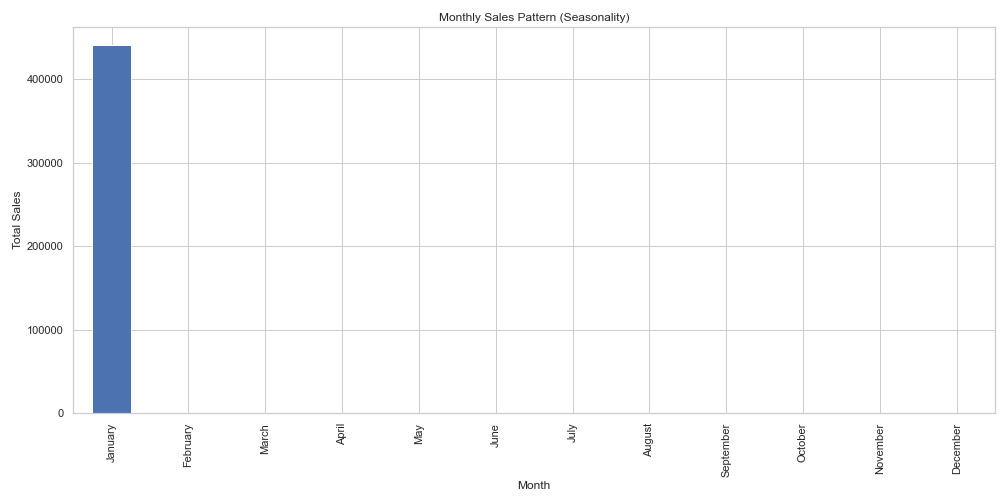 Monthly Sales Pattern (Seasonality)
Total Sales
400000
300000
200000
100000
0
January
February
March
April
May
June
July
August
September
October
November
December
Month